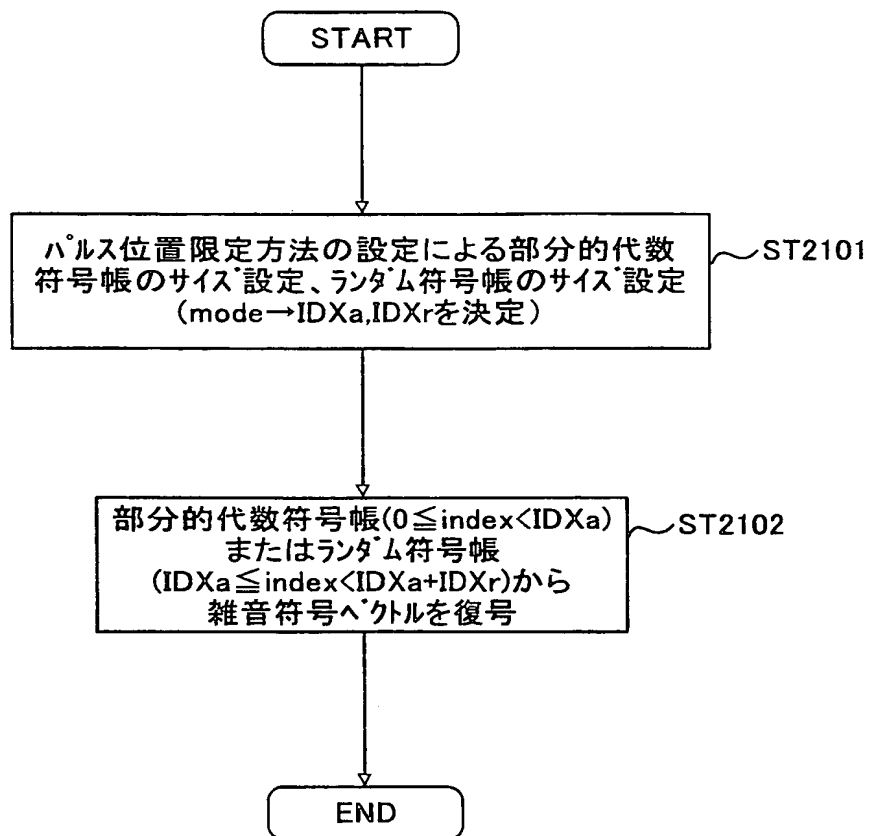 START
パルス位置限定方法の設定による部分的代数
符号帳のサイズ設定、ランダム符号帳のサイズ設定
(mode→IDXa,IDXrを決定)
ST2101
部分的代数符号帳(0≦index<IDXa)
またはランダム符号帳
(IDXa≦index<IDXa+IDXr)から
雑音符号ベクトルを復号
ST2102
END